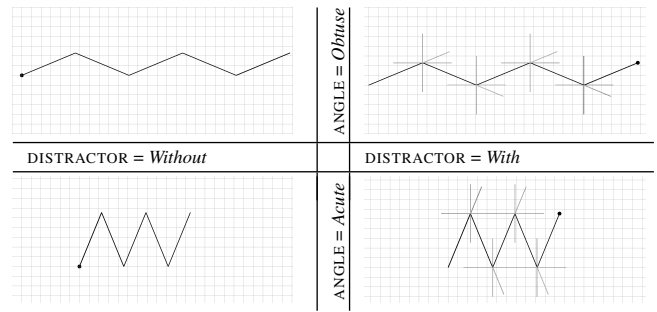 ANGLE = Obtuse
DISTRACTOR = Without
DISTRACTOR = With
ANGLE = Acute